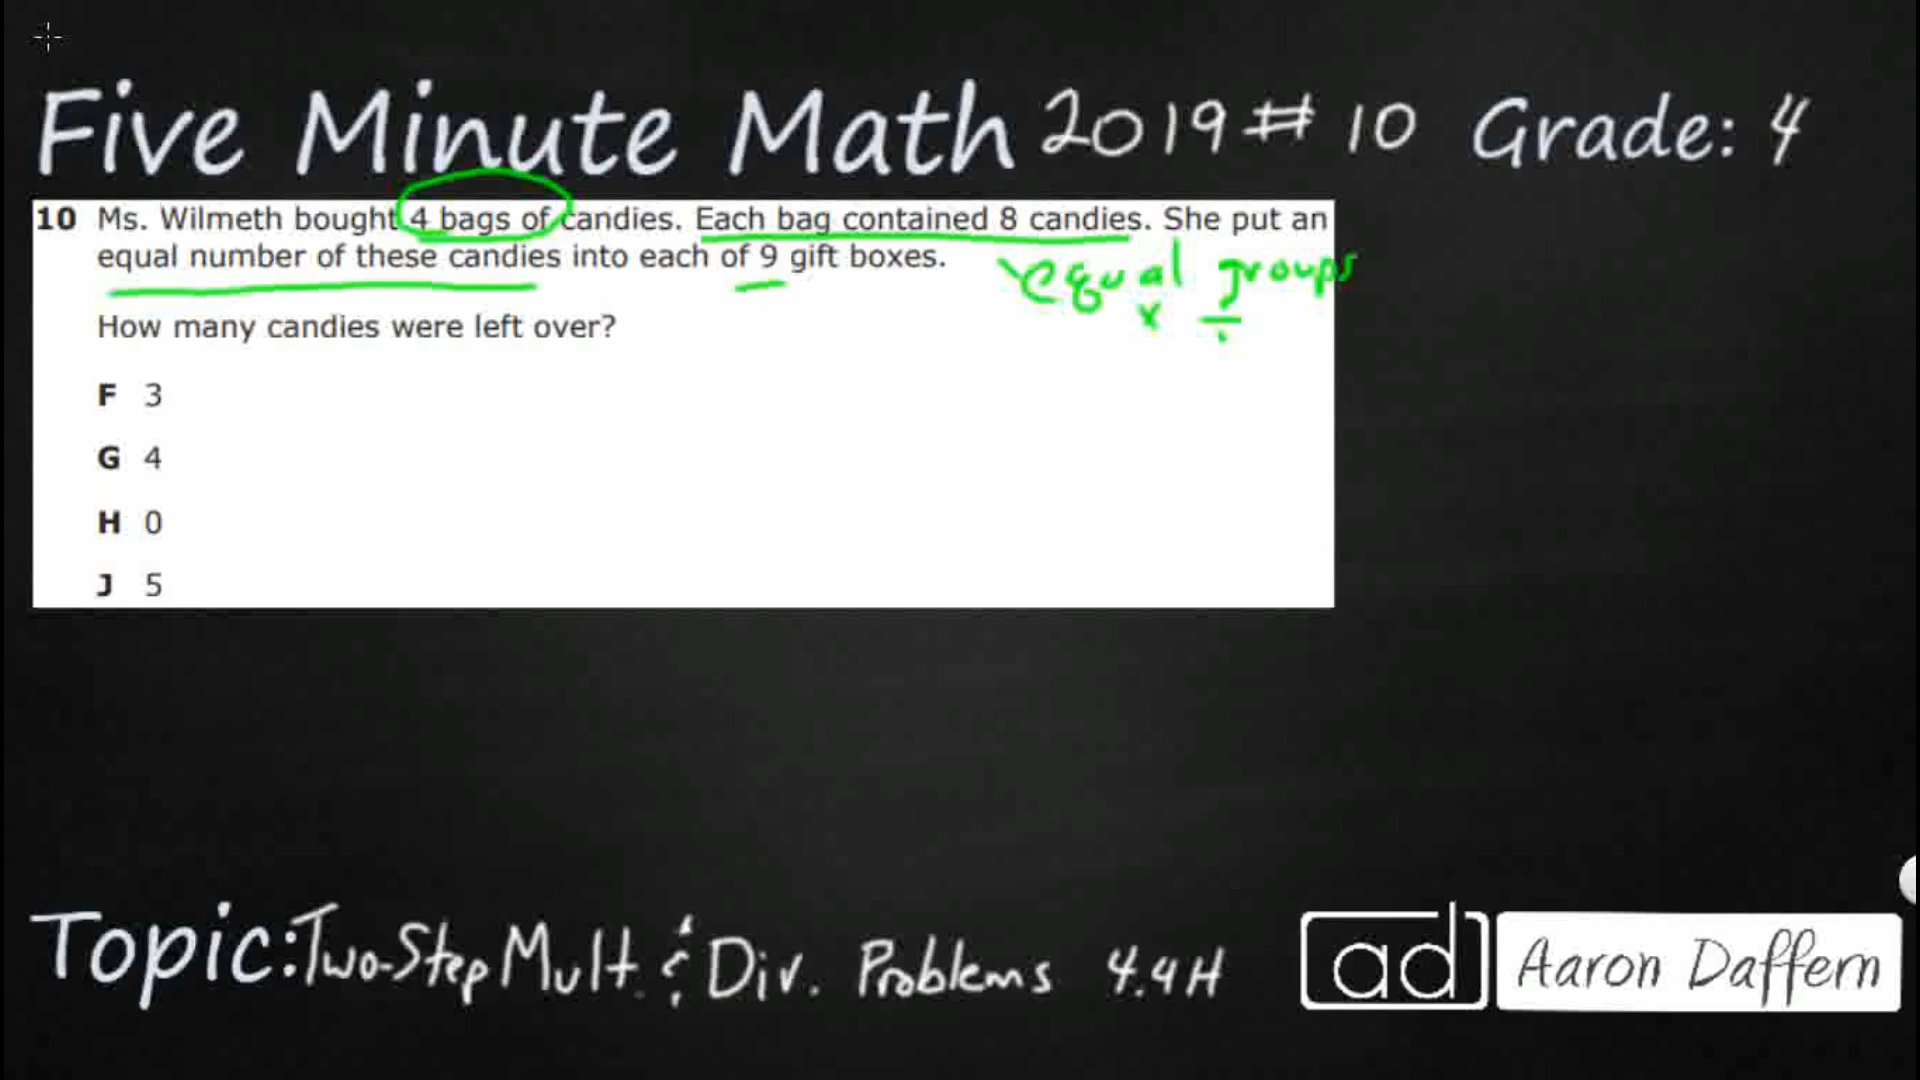 Five Minute Math 2019 # 10 Grade: 4
10 Ms. Wilmeth bought 4 bags of candies. Each bag contained 8 candies. She put an
equal number of these candies into each of 9 gift boxes.
equal groups
x ÷
How many candies were left over?
F 3
G 4
H 0
J 5
Topic: Two-Step Mult. & Div. Problems 4.4H
ad Aaron Daffern